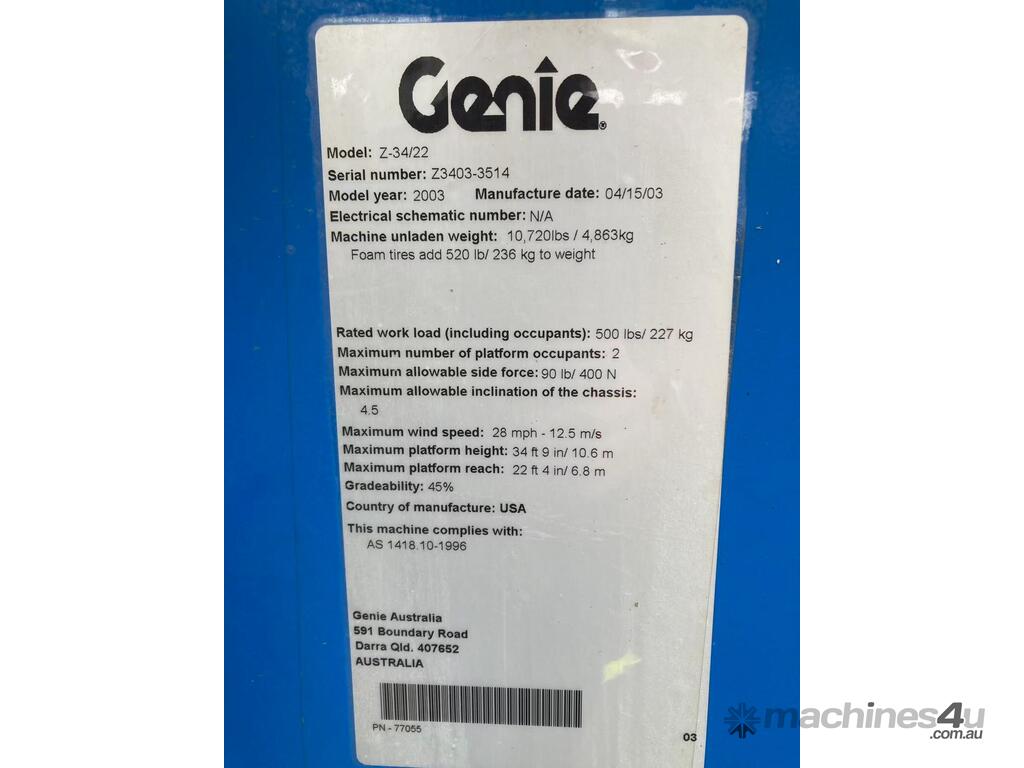 Genie®
Model: Z-34/22
Serial number: Z3403-3514
Model year: 2003 Manufacture date: 04/15/03
Electrical schematic number: N/A
Machine unladen weight: 10,720lbs / 4,863kg
Foam tires add 520 lb/ 236 kg to weight
Rated work load (including occupants): 500 lbs/ 227 kg
Maximum number of platform occupants: 2
Maximum allowable side force: 90 lb/ 400 N
Maximum allowable inclination of the chassis:
4.5
Maximum wind speed: 28 mph - 12.5 m/s
Maximum platform height: 34 ft 9 in/ 10.6 m
Maximum platform reach: 22 ft 4 in/ 6.8 m
Gradeability: 45%
Country of manufacture: USA
This machine complies with:
AS 1418.10-1996
Genie Australia
591 Boundary Road
Darra Qld. 407652
AUSTRALIA
PN - 77055
03
machines4u
.com.au